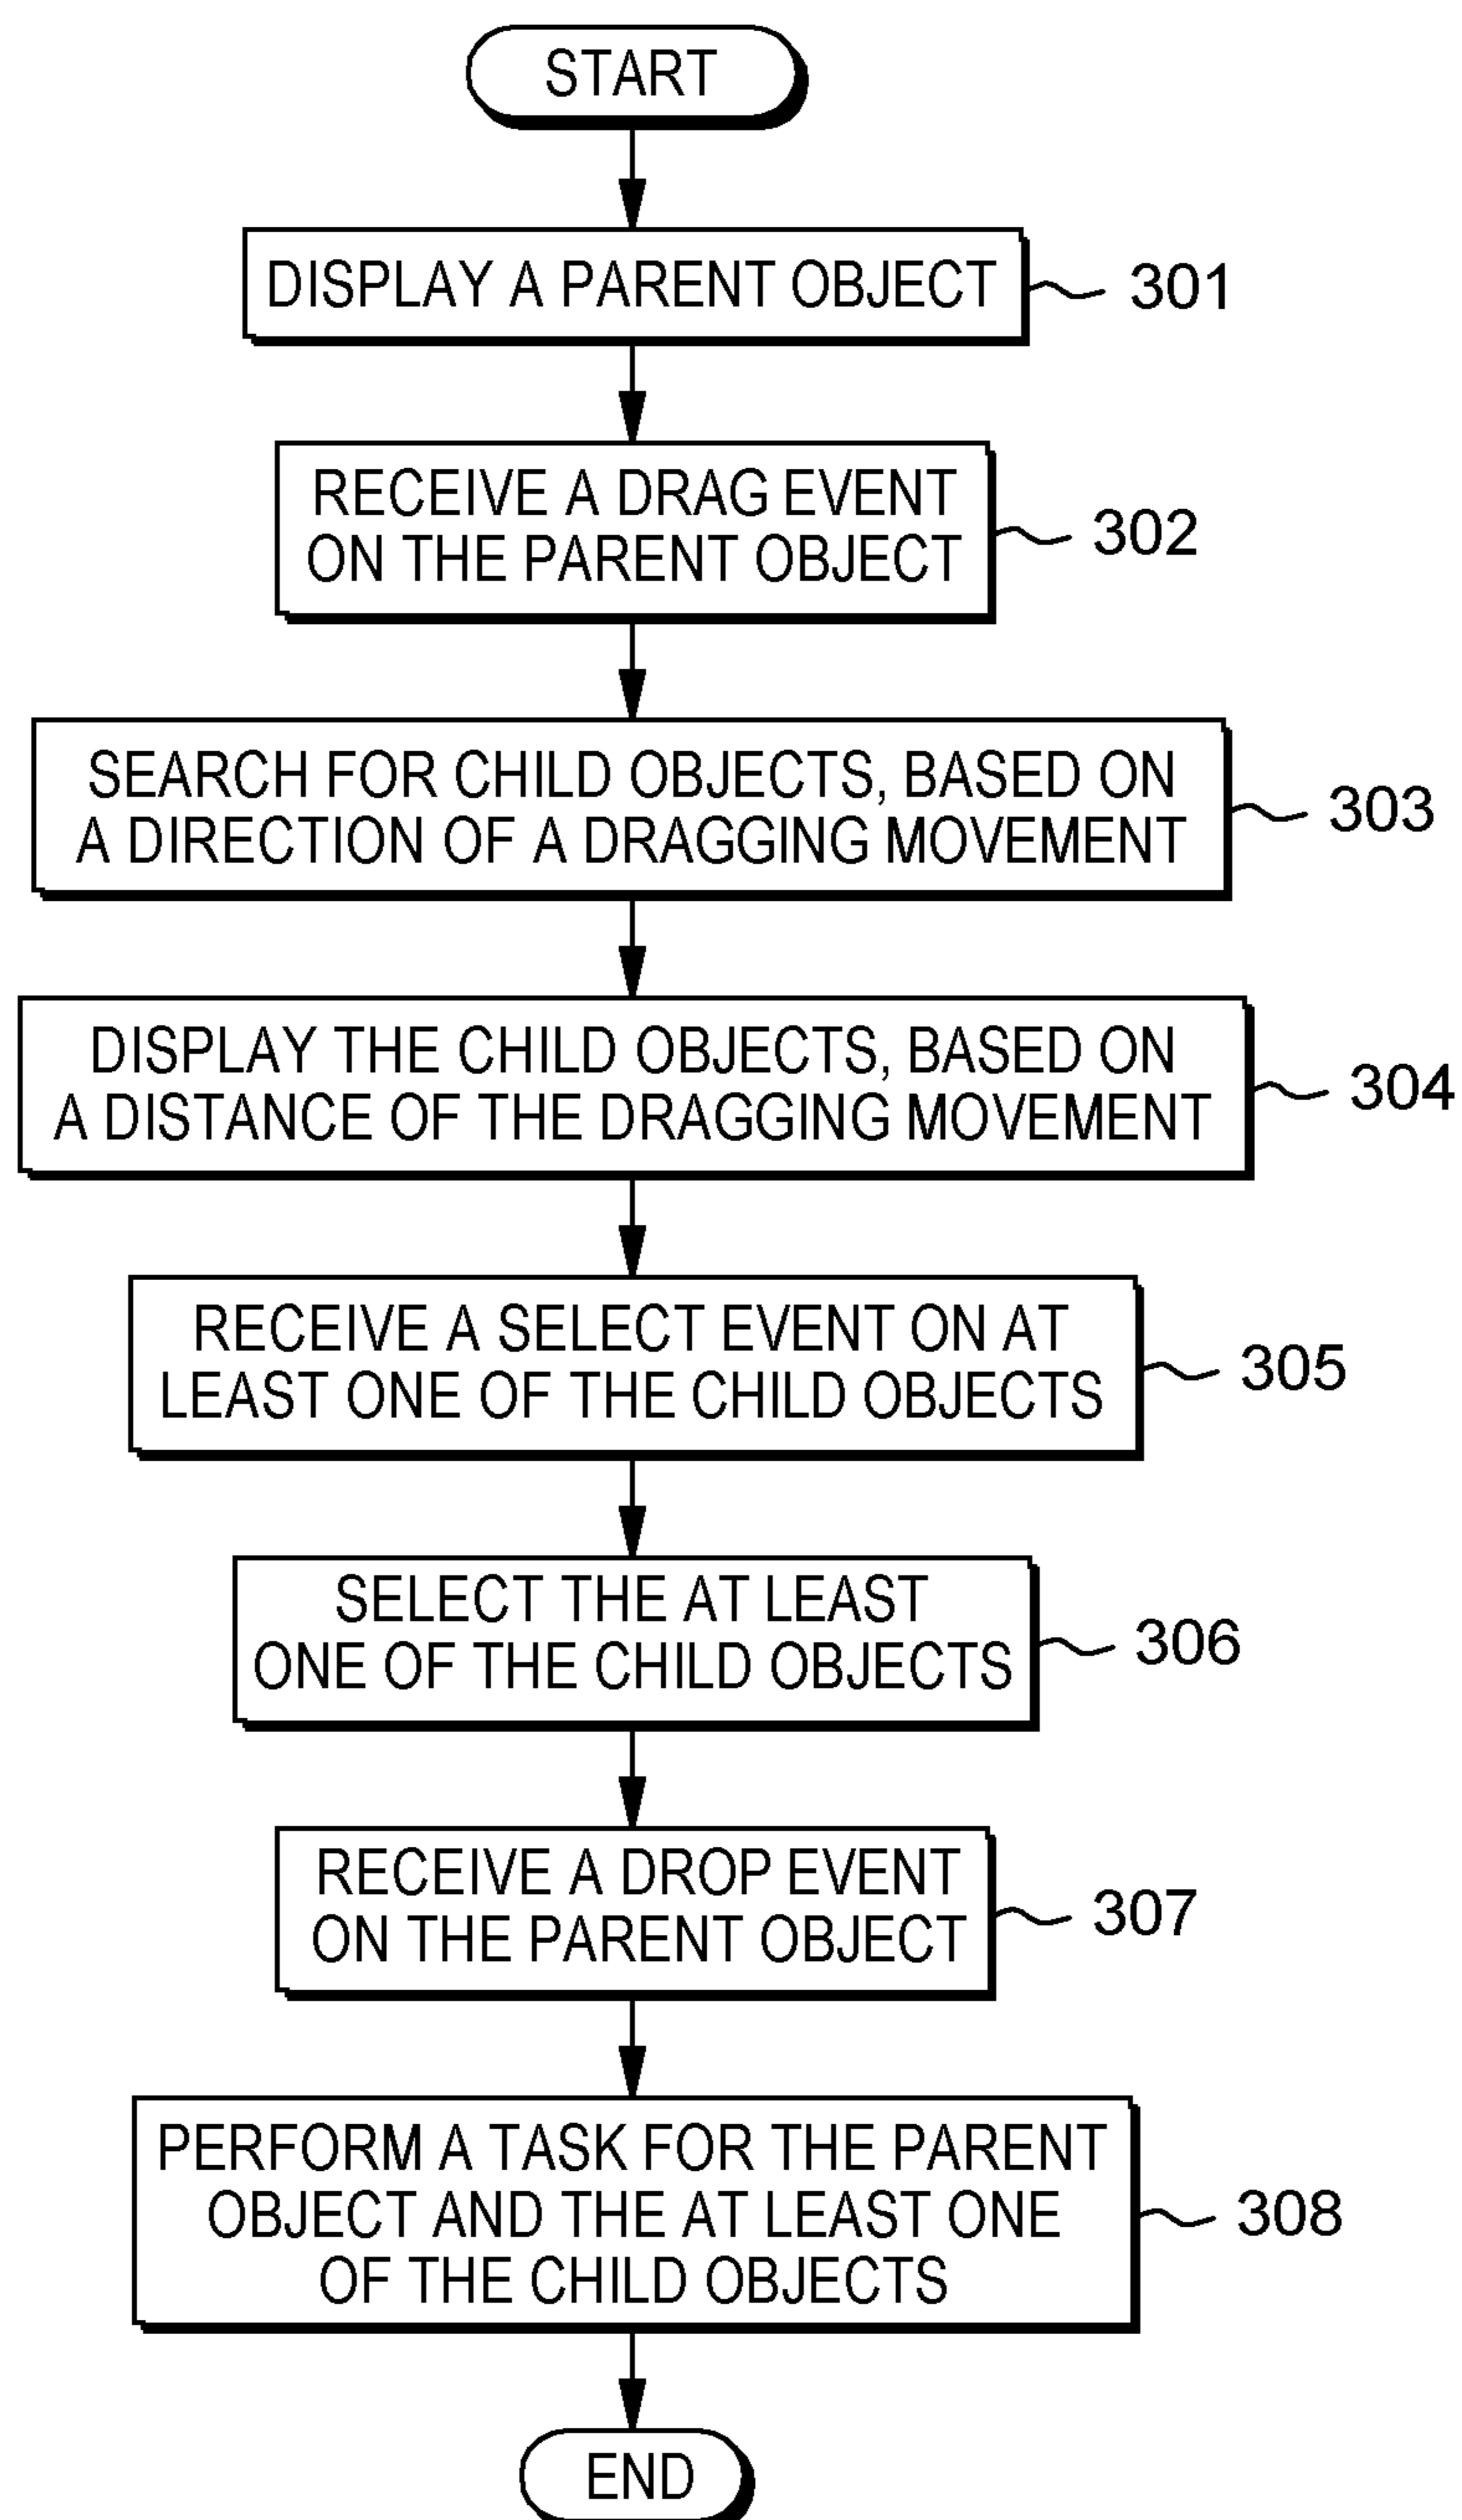 START
DISPLAY A PARENT OBJECT
301
RECEIVE A DRAG EVENT
ON THE PARENT OBJECT
302
SEARCH FOR CHILD OBJECTS, BASED ON
A DIRECTION OF A DRAGGING MOVEMENT
303
DISPLAY THE CHILD OBJECTS, BASED ON
A DISTANCE OF THE DRAGGING MOVEMENT
304
RECEIVE A SELECT EVENT ON AT
LEAST ONE OF THE CHILD OBJECTS
305
SELECT THE AT LEAST
ONE OF THE CHILD OBJECTS
306
RECEIVE A DROP EVENT
ON THE PARENT OBJECT
307
PERFORM A TASK FOR THE PARENT
OBJECT AND THE AT LEAST ONE
OF THE CHILD OBJECTS
308
END